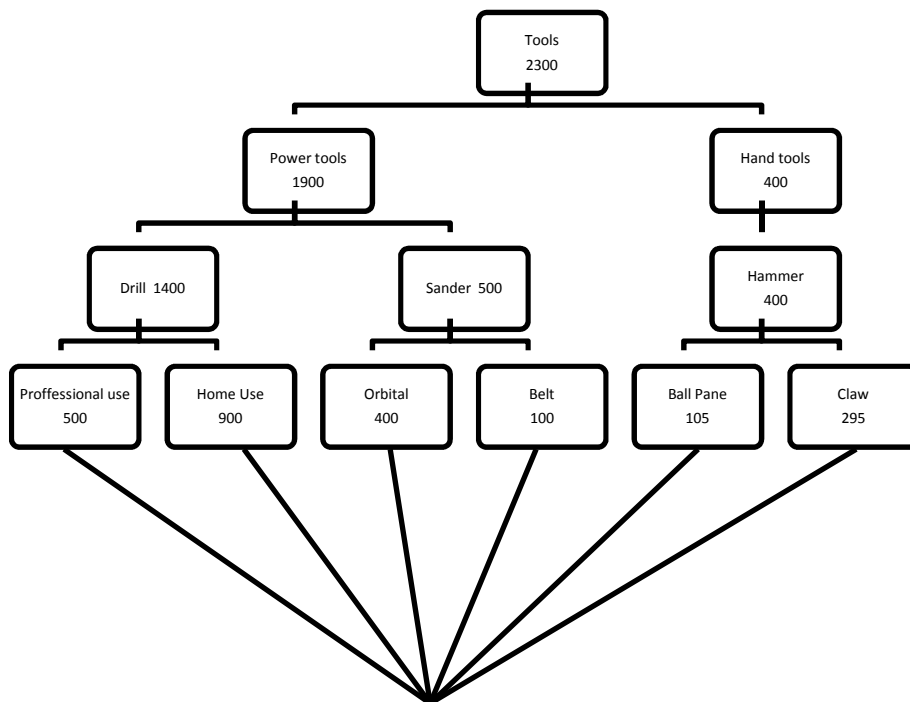 Tools
2300
Power tools
1900
Hand tools
400
Drill 1400
Sander 500
Hammer
400
Proffessional use
500
Home Use
900
Orbital
400
Belt
100
Ball Pane
105
Claw
295